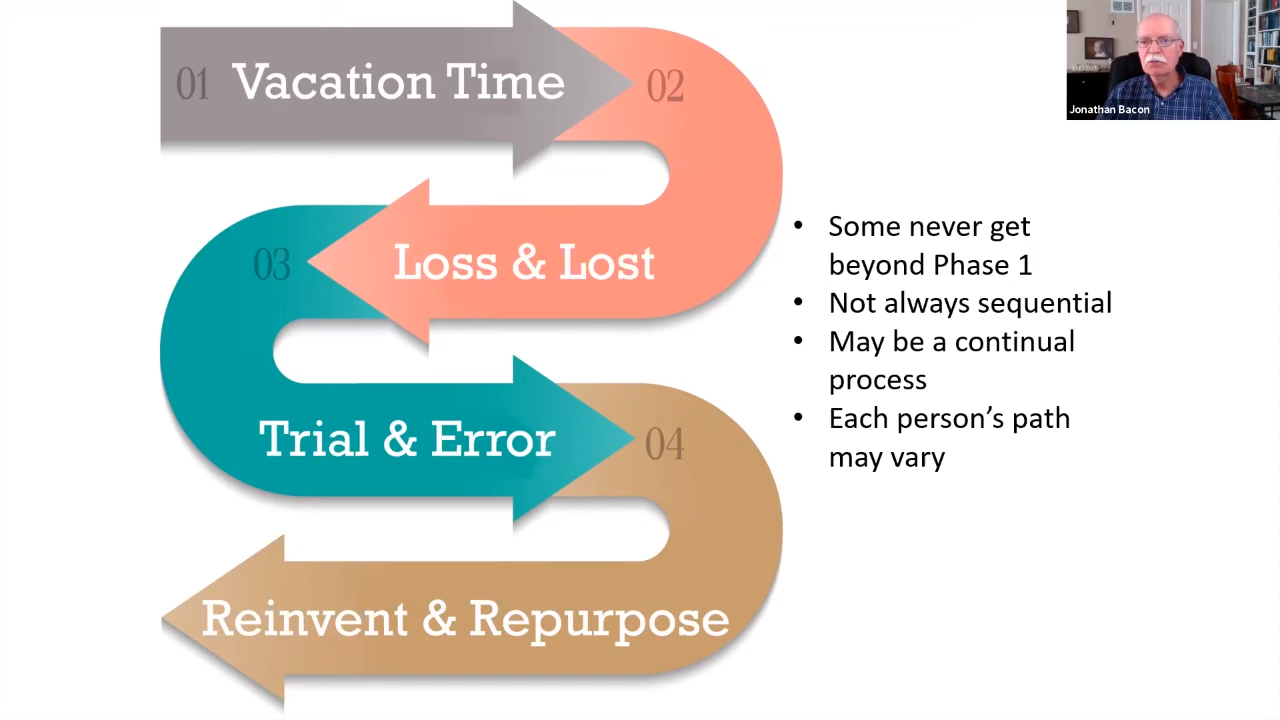 01 Vacation Time
02
03
Loss & Lost
Trial & Error
04
Reinvent & Repurpose
• Some never get
beyond Phase 1
• Not always sequential
• May be a continual
process
• Each person’s path
may vary
Jonathan Bacon